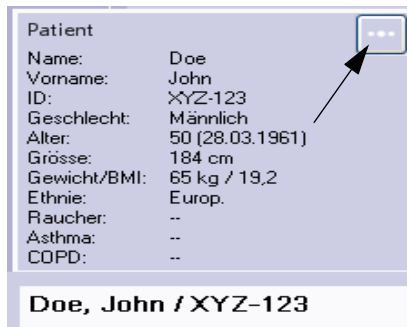 Patient
Name: Doe
Vorname: John
ID: XYZ-123
Geschlecht: Männlich
Alter: 50 (28.03.1961)
Grösse: 184 cm
Gewicht/BMI: 65 kg / 19,2
Ethnie: Europ.
Raucher: --
Asthma: --
COPD: --
Doe, John / XYZ-123